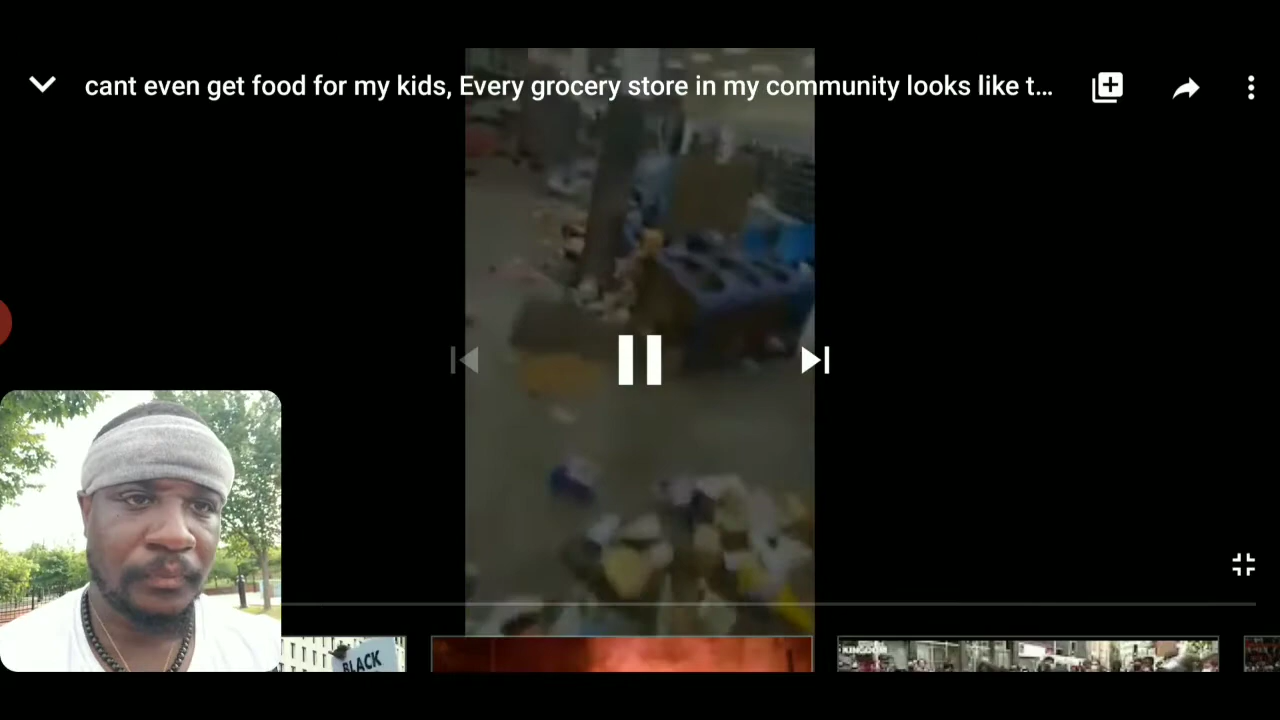 cant even get food for my kids, Every grocery store in my community looks like t...
BLACK
KINGDOM